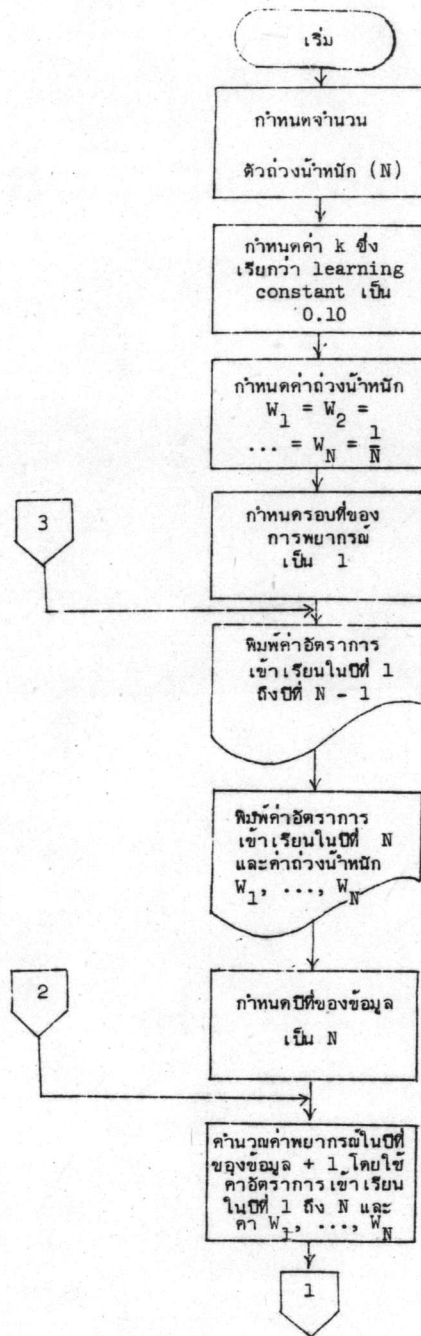 เริ่ม
กำหนดจำนวน
ตัวถ่วงน้ำหนัก (N)
กำหนดค่า k ซึ่ง
เรียกว่า learning
constant เป็น
0.10
กำหนดค่าถ่วงน้ำหนัก
W₁ = W₂ =
... = W_N = 1/N
กำหนดรอบที่ของ
การพยากรณ์
เป็น 1
3
พิมพ์ค่าอัตราการ
เข้าเรียนในปีที่ 1
ถึงปีที่ N - 1
พิมพ์ค่าอัตราการ
เข้าเรียนในปีที่ N
และค่าถ่วงน้ำหนัก
W₁, ..., W_N
2
กำหนดปีที่ของข้อมูล
เป็น N
คำนวณค่าพยากรณ์ในปีที่
ของข้อมูล + 1 โดยใช้
ค่าอัตราการเข้าเรียน
ในปีที่ 1 ถึง N และ
คา W₁, ..., W_N
1